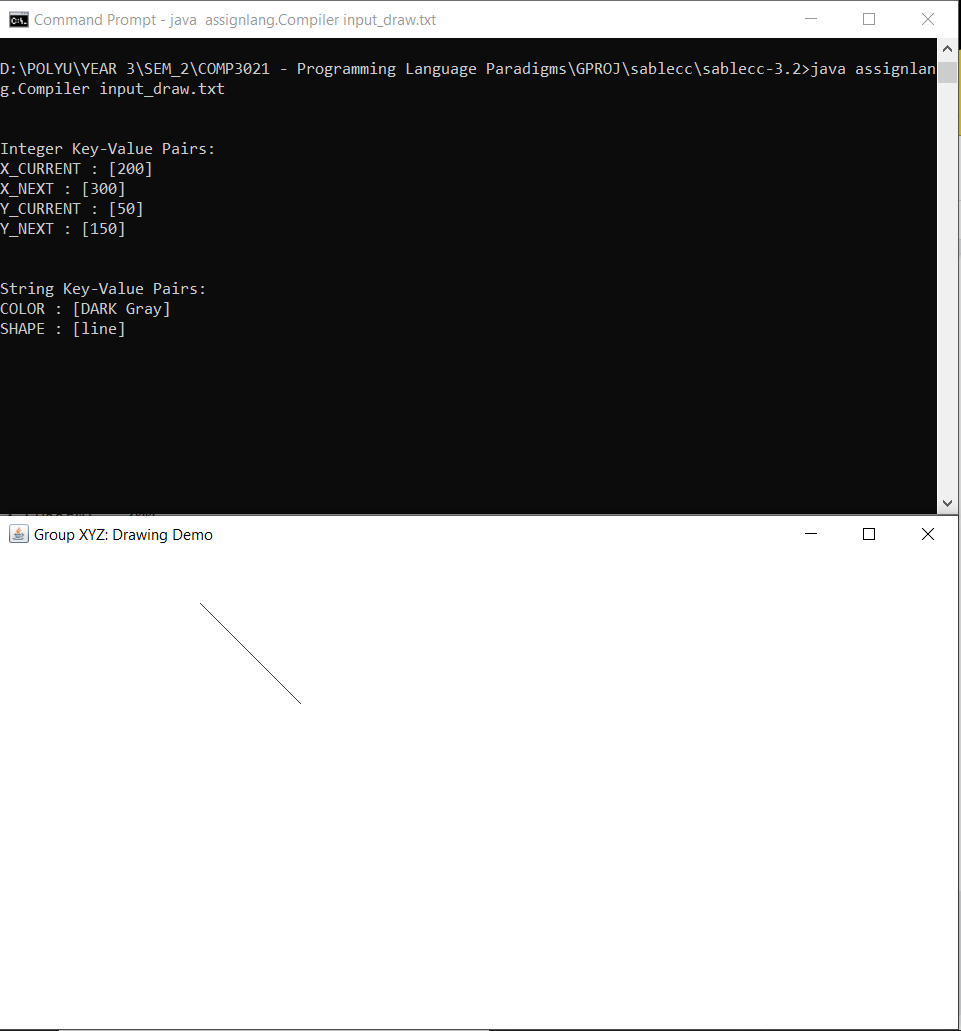 Command Prompt - java  assignlang.Compiler input_draw.txt
D:\POLYU\YEAR 3\SEM_2\COMP3021 - Programming Language Paradigms\GPROJ\sablecc\sablecc-3.2>java assignlan
g.Compiler input_draw.txt
Integer Key-Value Pairs:
X_CURRENT : [200]
X_NEXT : [300]
Y_CURRENT : [50]
Y_NEXT : [150]
String Key-Value Pairs:
COLOR : [DARK Gray]
SHAPE : [line]
Group XYZ: Drawing Demo